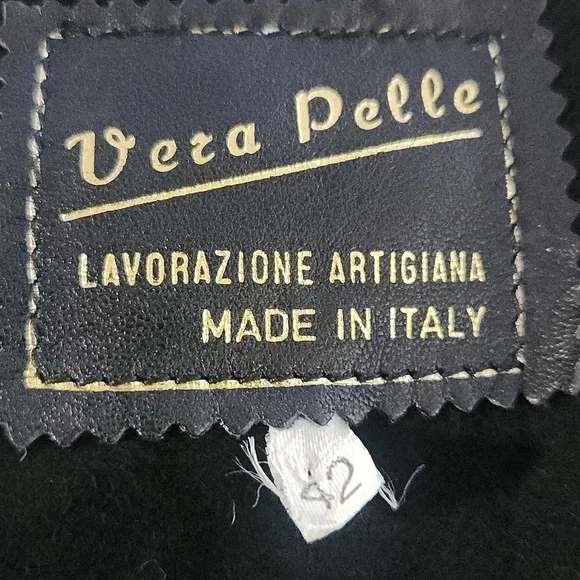 Vera Pelle
LAVORAZIONE ARTIGIANA
MADE IN ITALY
42